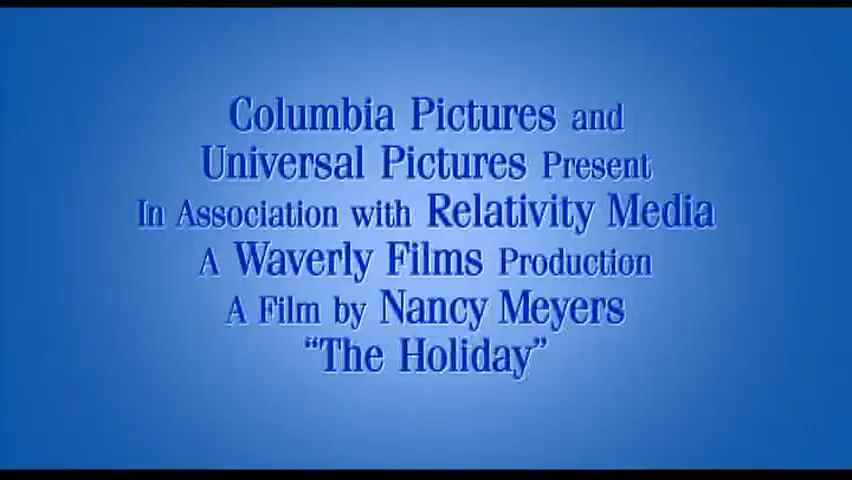 Columbia Pictures and
Universal Pictures Present
In Association with Relativity Media
A Waverly Films Production
A Film by Nancy Meyers
“The Holiday”